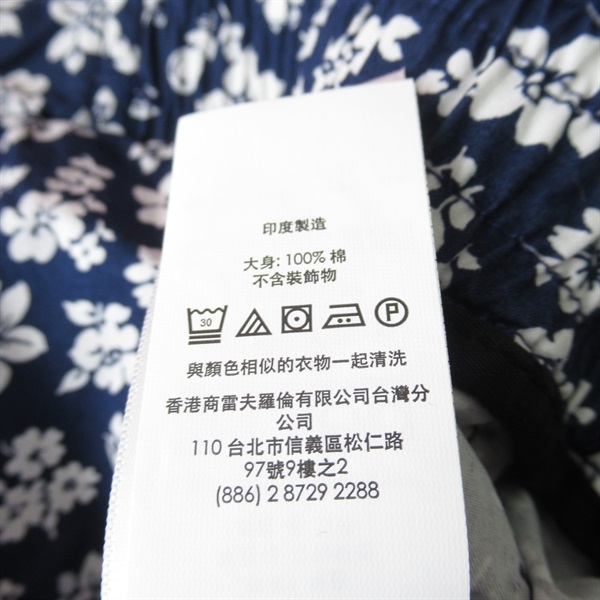 印度製造
大身: 100% 棉
不含裝飾物
30
P
與顏色相似的衣物一起清洗
香港商雷夫羅倫有限公司台灣分
公司
110 台北市信義區松仁路
97號9樓之2
(886) 2 8729 2288